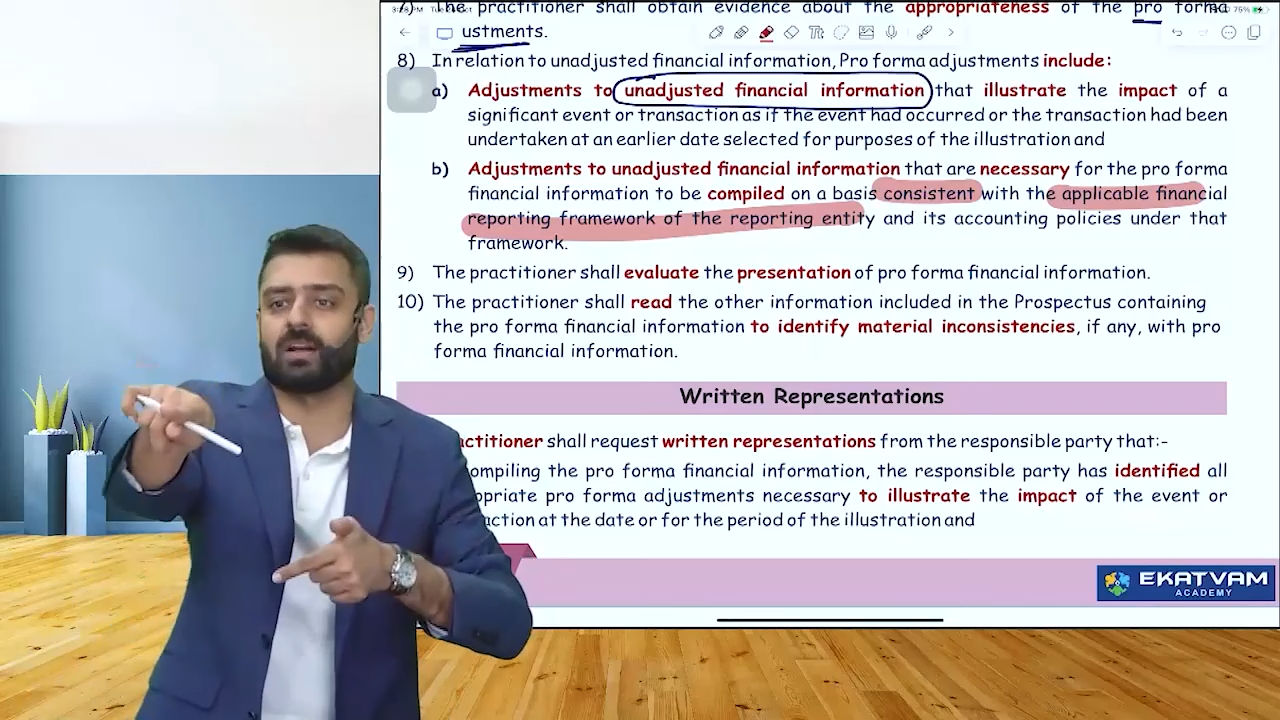 7) The practitioner shall obtain evidence about the appropriateness of the pro forma
ustments.
8) In relation to unadjusted financial information, Pro forma adjustments include:
a) Adjustments to unadjusted financial information that illustrate the impact of a
significant event or transaction as if the event had occurred or the transaction had been
undertaken at an earlier date selected for purposes of the illustration and
b) Adjustments to unadjusted financial information that are necessary for the pro forma
financial information to be compiled on a basis consistent with the applicable financial
reporting framework of the reporting entity and its accounting policies under that
framework.
9) The practitioner shall evaluate the presentation of pro forma financial information.
10) The practitioner shall read the other information included in the Prospectus containing
the pro forma financial information to identify material inconsistencies, if any, with pro
forma financial information.
Written Representations
actitioner shall request written representations from the responsible party that:-
ompiling the pro forma financial information, the responsible party has identified all
opriate pro forma adjustments necessary to illustrate the impact of the event or
action at the date or for the period of the illustration and
EKATVAM
ACADEMY